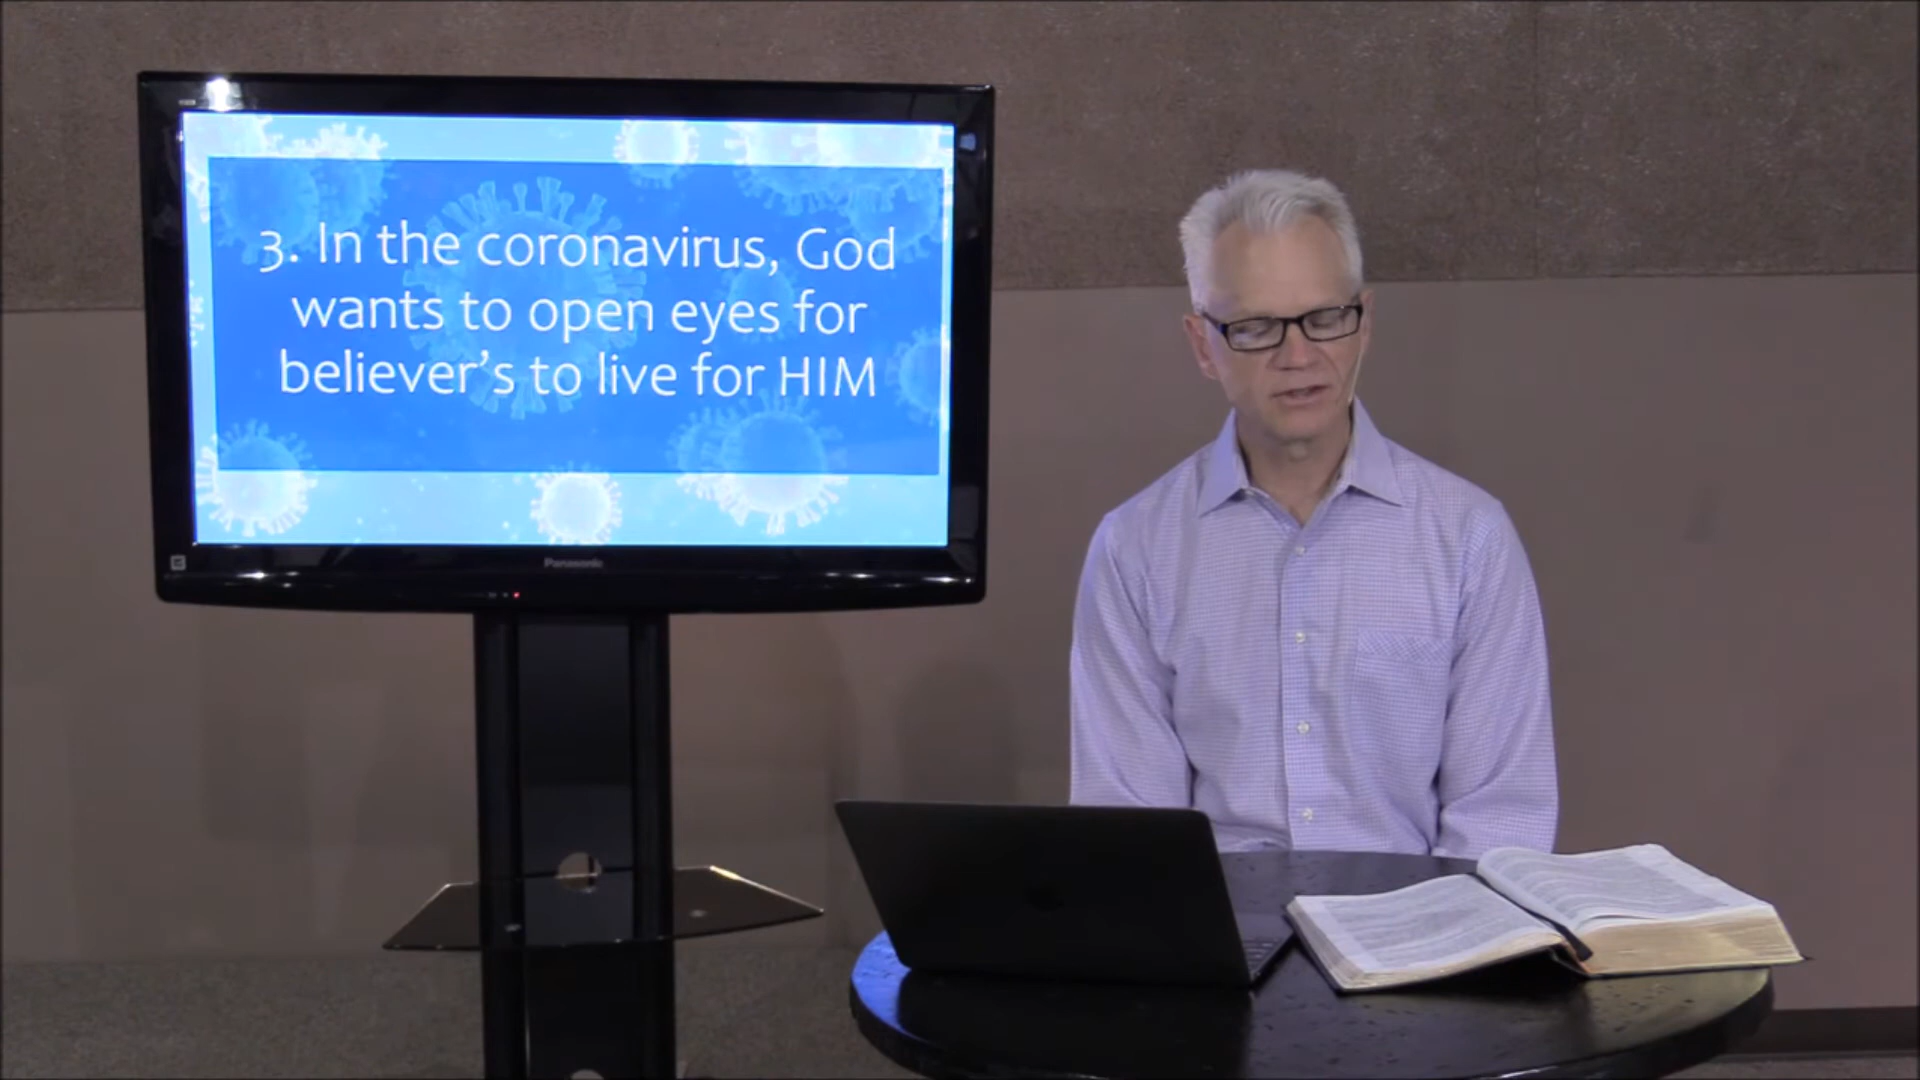 3. In the coronavirus, God
wants to open eyes for
believer's to live for HIM
Panasonic